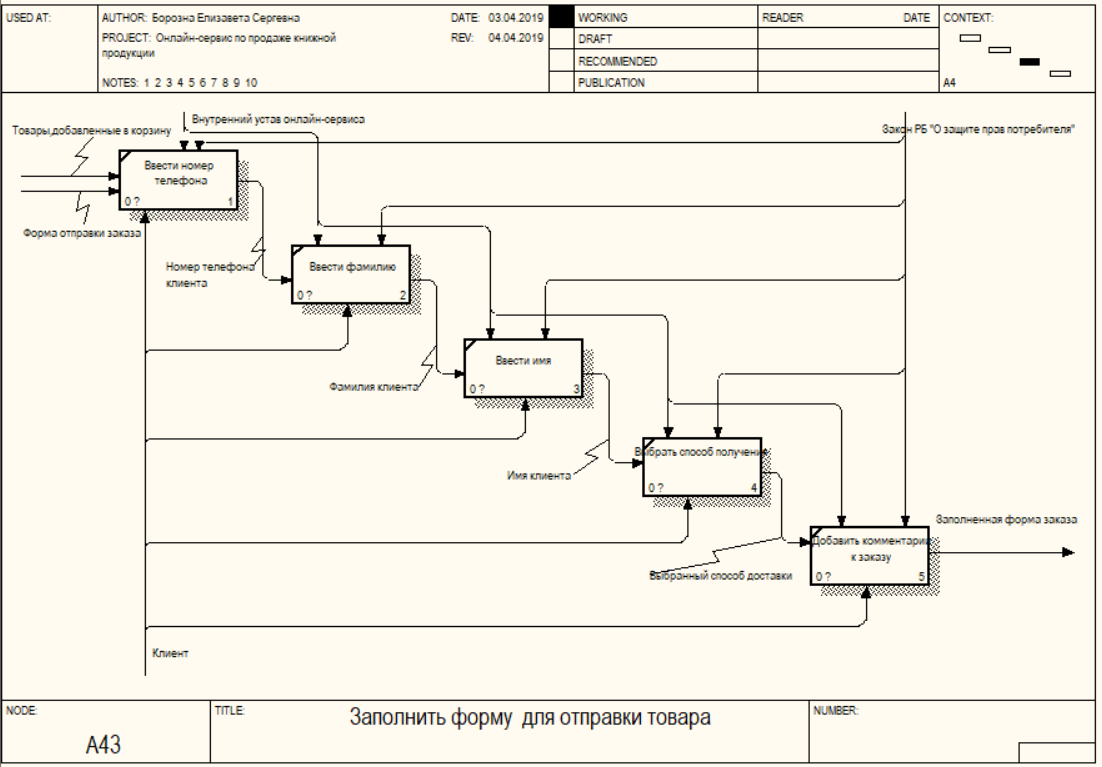 USED AT:
AUTHOR: Борозна Елизавета Сергеевна
DATE: 03.04.2019
PROJECT: Онлайн-сервис по продаже книжной
продукции
REV: 04.04.2019
NOTES: 1 2 3 4 5 6 7 8 9 10
WORKING
DRAFT
RECOMMENDED
PUBLICATION
READER
DATE
CONTEXT:
A4
Внутренний устав онлайн-сервиса
Товары,добавленные в корзину
Закон РБ "О защите прав потребителя"
Ввести номер
телефона
0 ?
1
Форма отправки заказа
Номер телефона
клиента
Ввести фамилию
0 ?
2
Фамилия клиента
Ввести имя
0 ?
3
Имя клиента
Выбрать способ получения
0 ?
4
Выбранный способ доставки
Заполненная форма заказа
Добавить комментарии
к заказу
0 ?
5
Клиент
NODE:
A43
TITLE:
Заполнить форму для отправки товара
NUMBER: